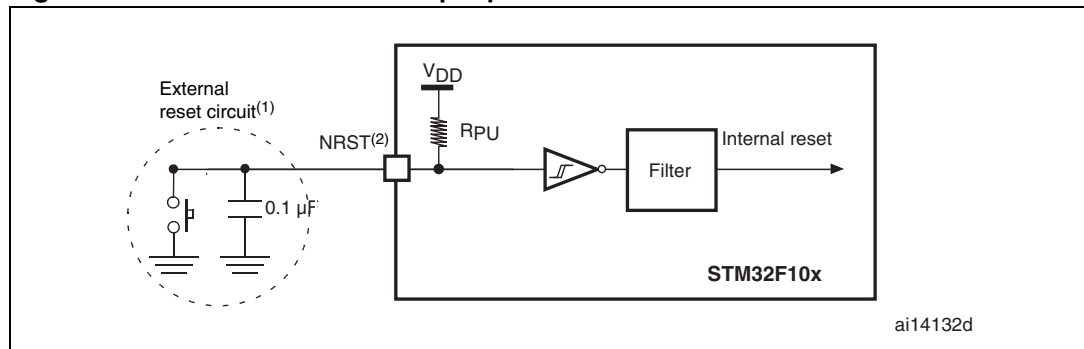 External
reset circuit(1)
NRST(2)
VDD
RPU
0.1 µF
Filter
Internal reset
STM32F10x
ai14132d